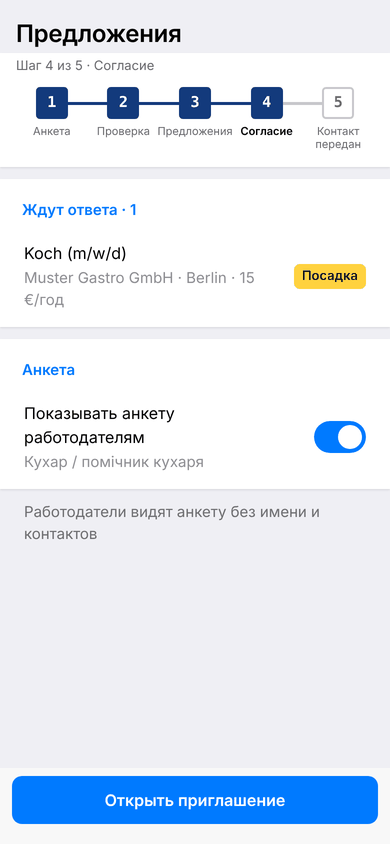 Предложения
Шаг 4 из 5 · Согласие
1 2 3 4 5
Анкета Проверка Предложения Согласие Контакт
передан
Ждут ответа · 1
Koch (m/w/d)
Muster Gastro GmbH · Berlin · 15
€/год
Посадка
Анкета
Показывать анкету
работодателям
Кухар / помічник кухаря
Работодатели видят анкету без имени и
контактов
Открыть приглашение